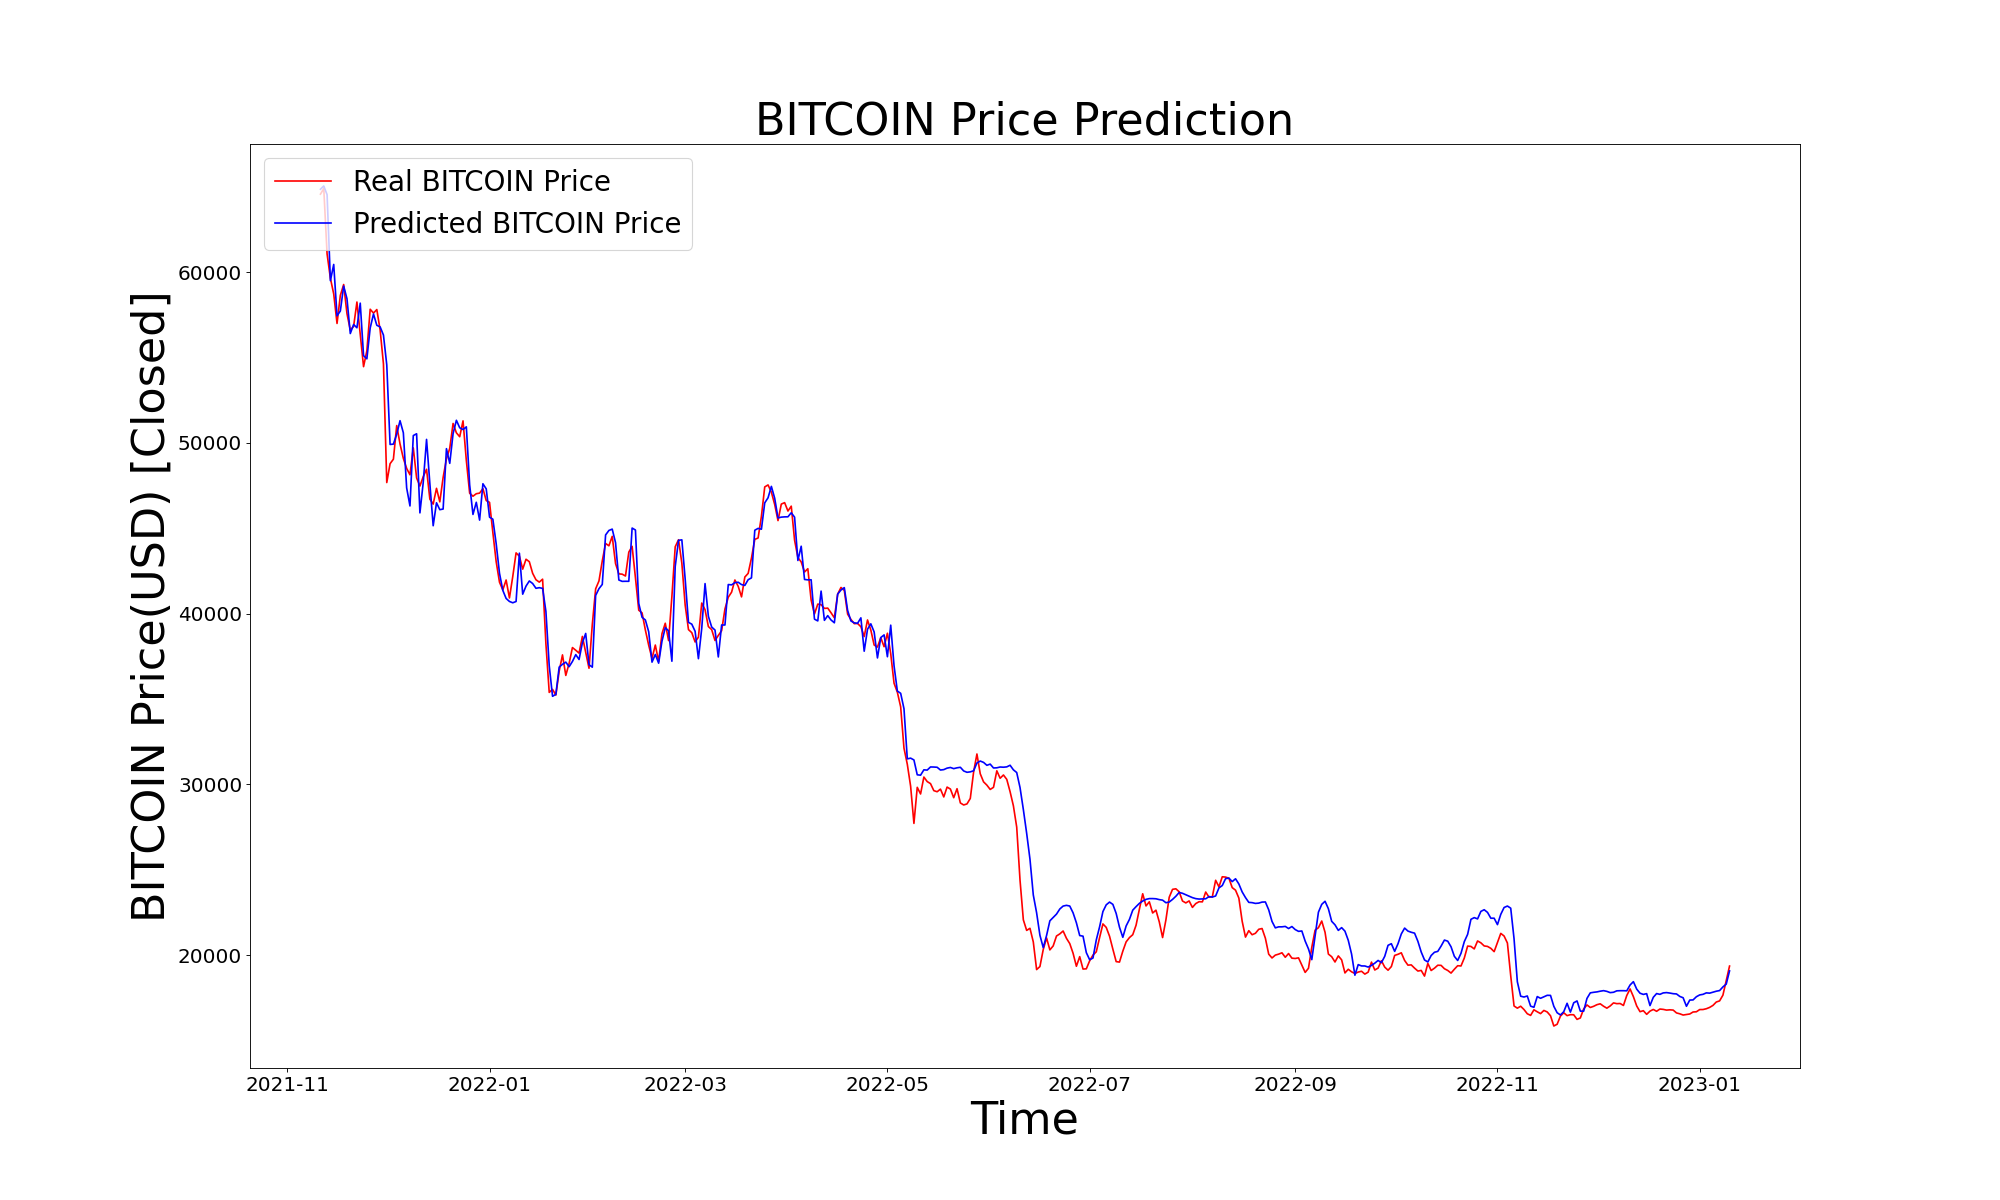 BITCOIN Price Prediction
Real BITCOIN Price
Predicted BITCOIN Price
BITCOIN Price(USD) [Closed]
60000
50000
40000
30000
20000
2021-11 2022-01 2022-03 2022-05 2022-07 2022-09 2022-11 2023-01
Time